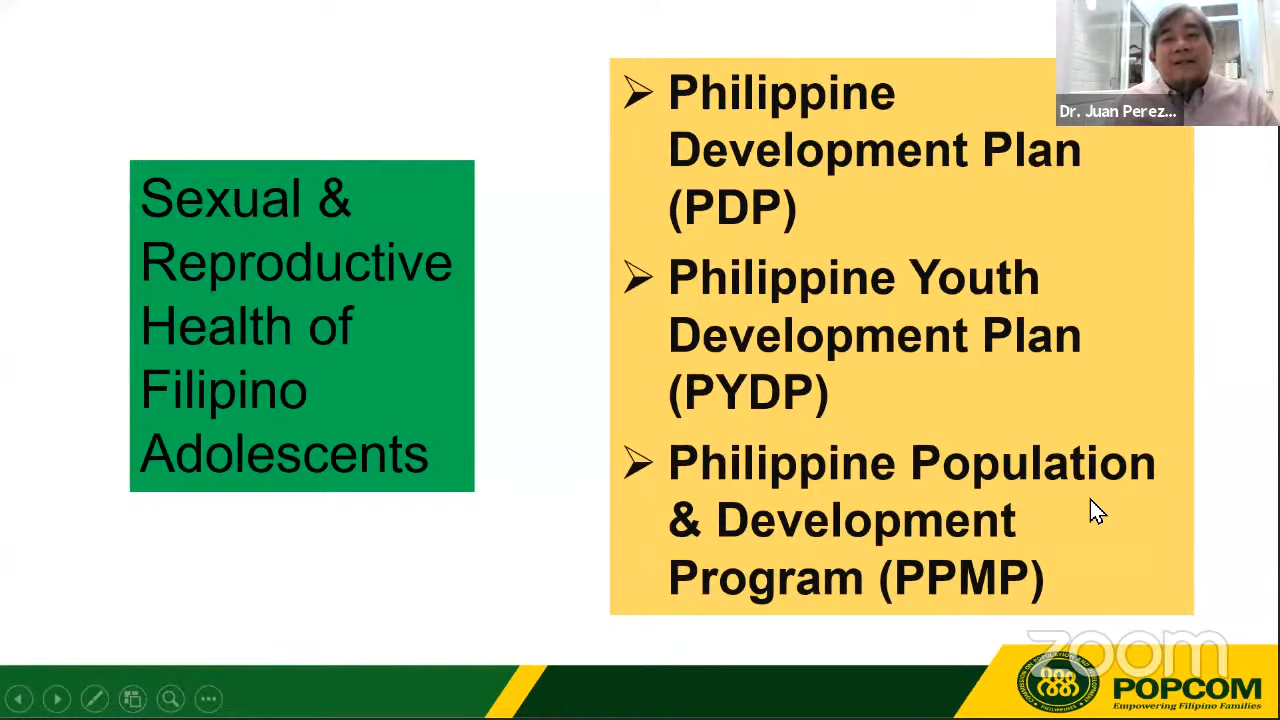 Sexual &
Reproductive
Health of
Filipino
Adolescents
➢ Philippine
Development Plan
(PDP)
➢ Philippine Youth
Development Plan
(PYDP)
➢ Philippine Population
& Development
Program (PPMP)
Dr. Juan Perez...
zoom
POPCOM
Empowering Filipino Families